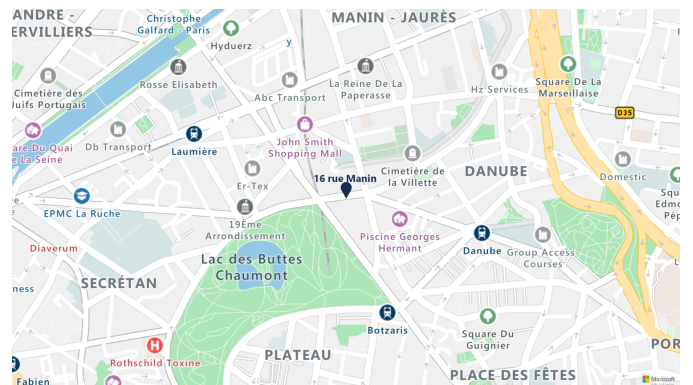 ANDRE -
ERVILLIERS
Christophe
Galfard - Paris
MANIN - JAURÈS
Hyduerz
y
Cimetière des
Juifs Portugais
Rosse Elisabeth
Abc Transport
La Reine De La
Paperasse
Hz Services
Square De La
Marseillaise
D35
are Du Quai
e La Seine
Db Transport
Laumière
John Smith
Shopping Mall
Er-Tex
16 rue Manin
Cimetière de
la Villette
DANUBE
Domestic
Squ
Edmo
Pép
EPMC La Ruche
19Ème
Arrondissement
Piscine Georges
Hermant
Danube
Group Access
Courses
Diaverum
Lac des Buttes
Chaumont
SECRÉTAN
ness
L
Botzaris
Square Du
Guignier
POR
Rothschild Toxine
PLATEAU
PLACE DES FÊTES
Fabien
Microsoft